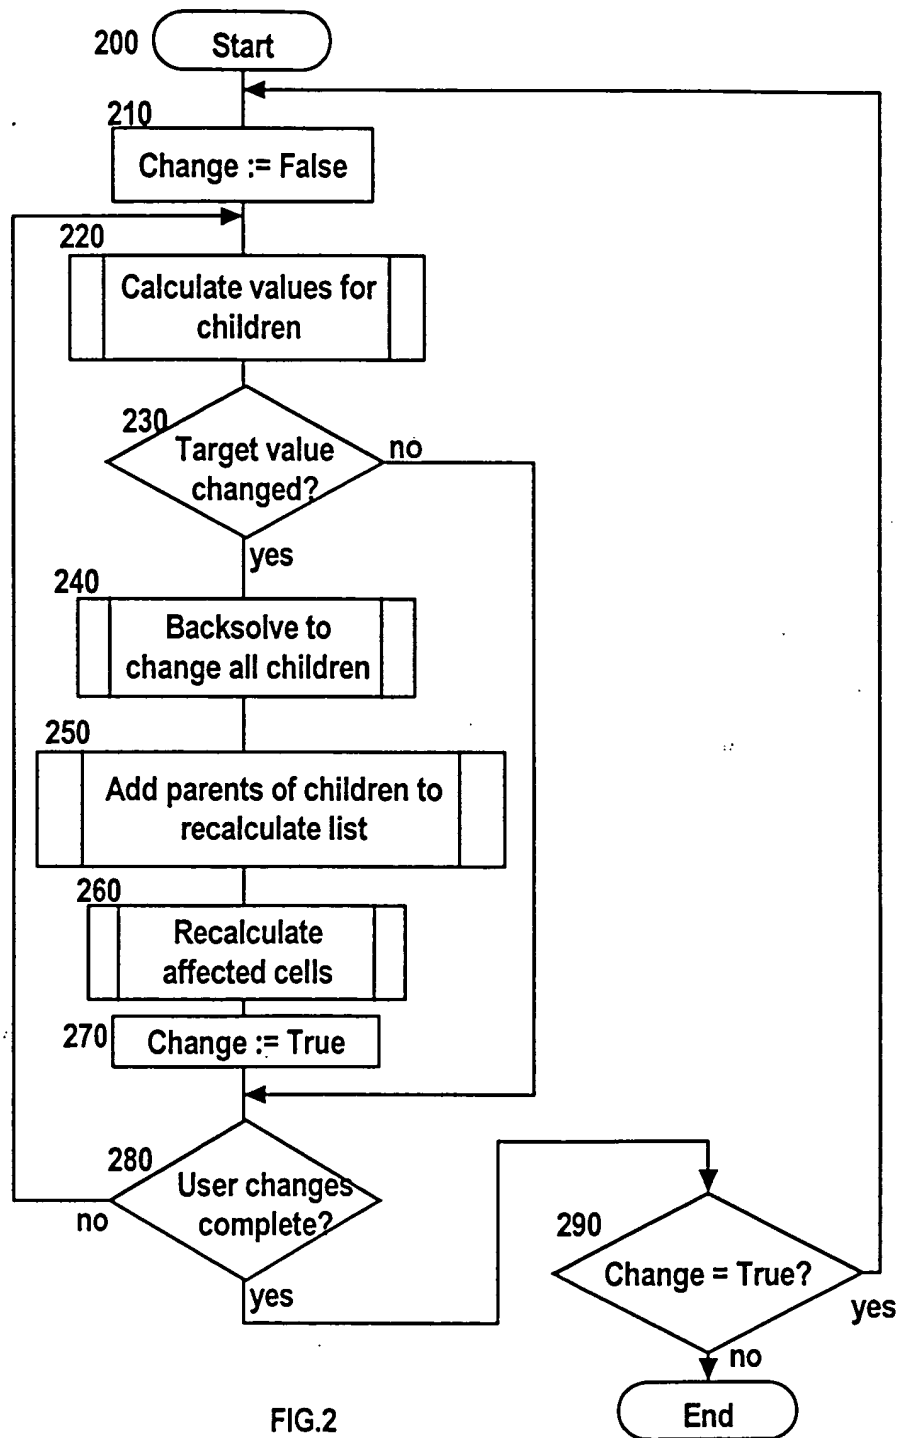 200
Start
210
Change := False
220
Calculate values for
children
230
Target value
changed?
no
yes
240
Backsolve to
change all children
250
Add parents of children to
recalculate list
260
Recalculate
affected cells
270
Change := True
280
User changes
complete?
no
yes
290
Change = True?
yes
no
End
FIG.2